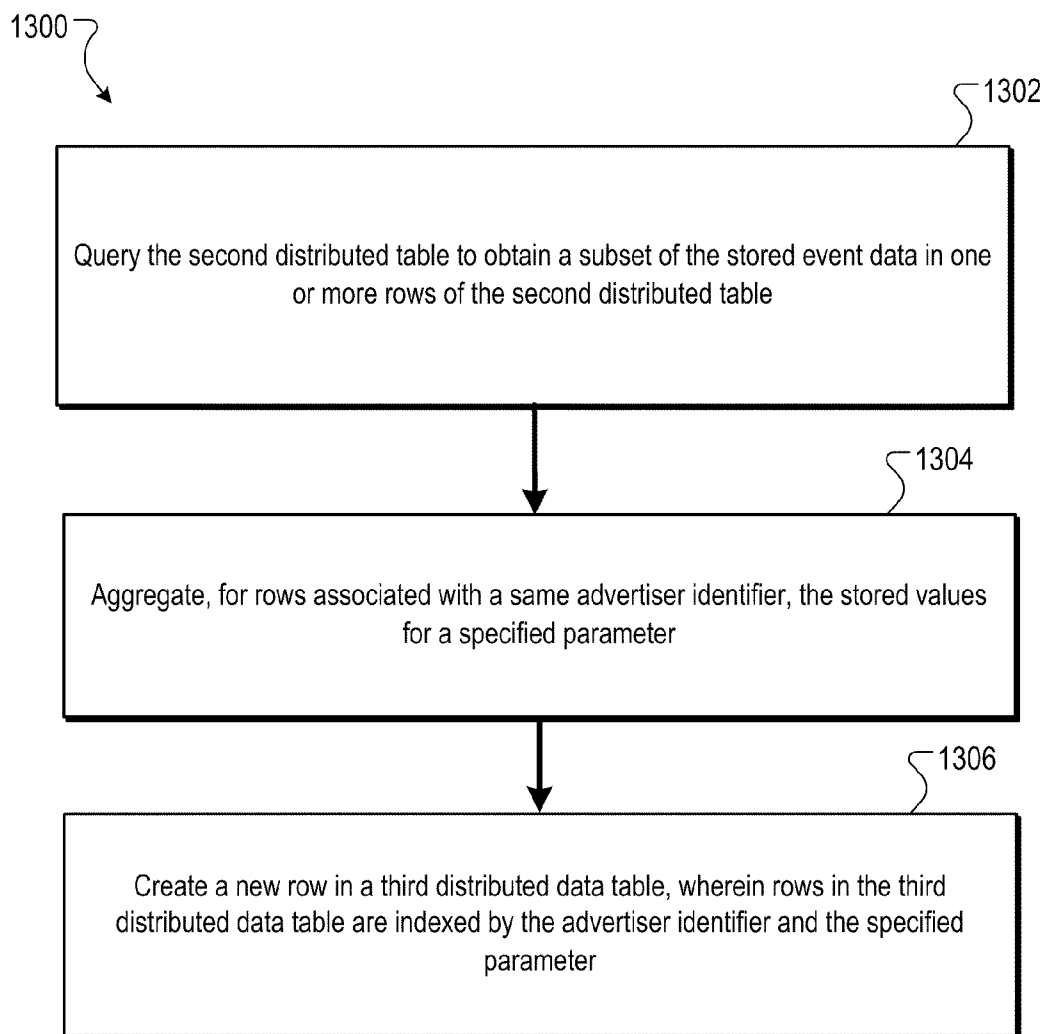 1300
1302
Query the second distributed table to obtain a subset of the stored event data in one
or more rows of the second distributed table
1304
Aggregate, for rows associated with a same advertiser identifier, the stored values
for a specified parameter
1306
Create a new row in a third distributed data table, wherein rows in the third
distributed data table are indexed by the advertiser identifier and the specified
parameter